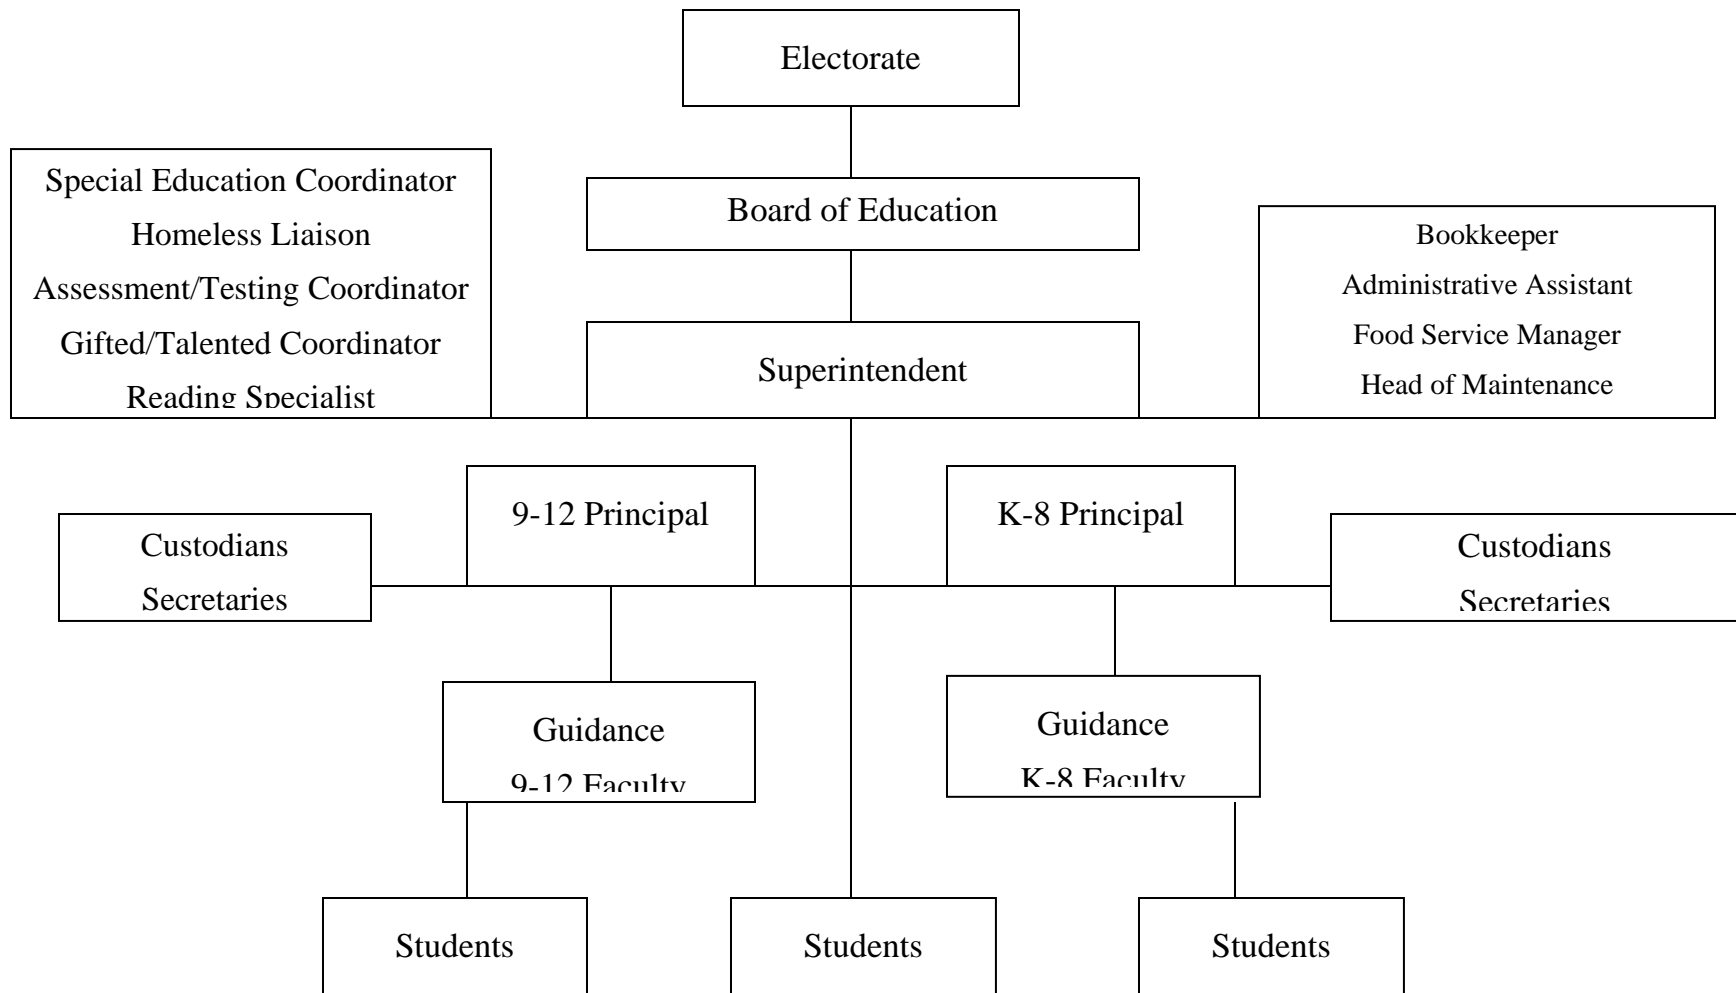 Electorate
Special Education Coordinator
Homeless Liaison
Assessment/Testing Coordinator
Gifted/Talented Coordinator
Reading Specialist
Board of Education
Bookkeeper
Administrative Assistant
Food Service Manager
Head of Maintenance
Superintendent
9-12 Principal
K-8 Principal
Custodians
Secretaries
Custodians
Secretaries
Guidance
9-12 Faculty
Guidance
K-8 Faculty
Students
Students
Students